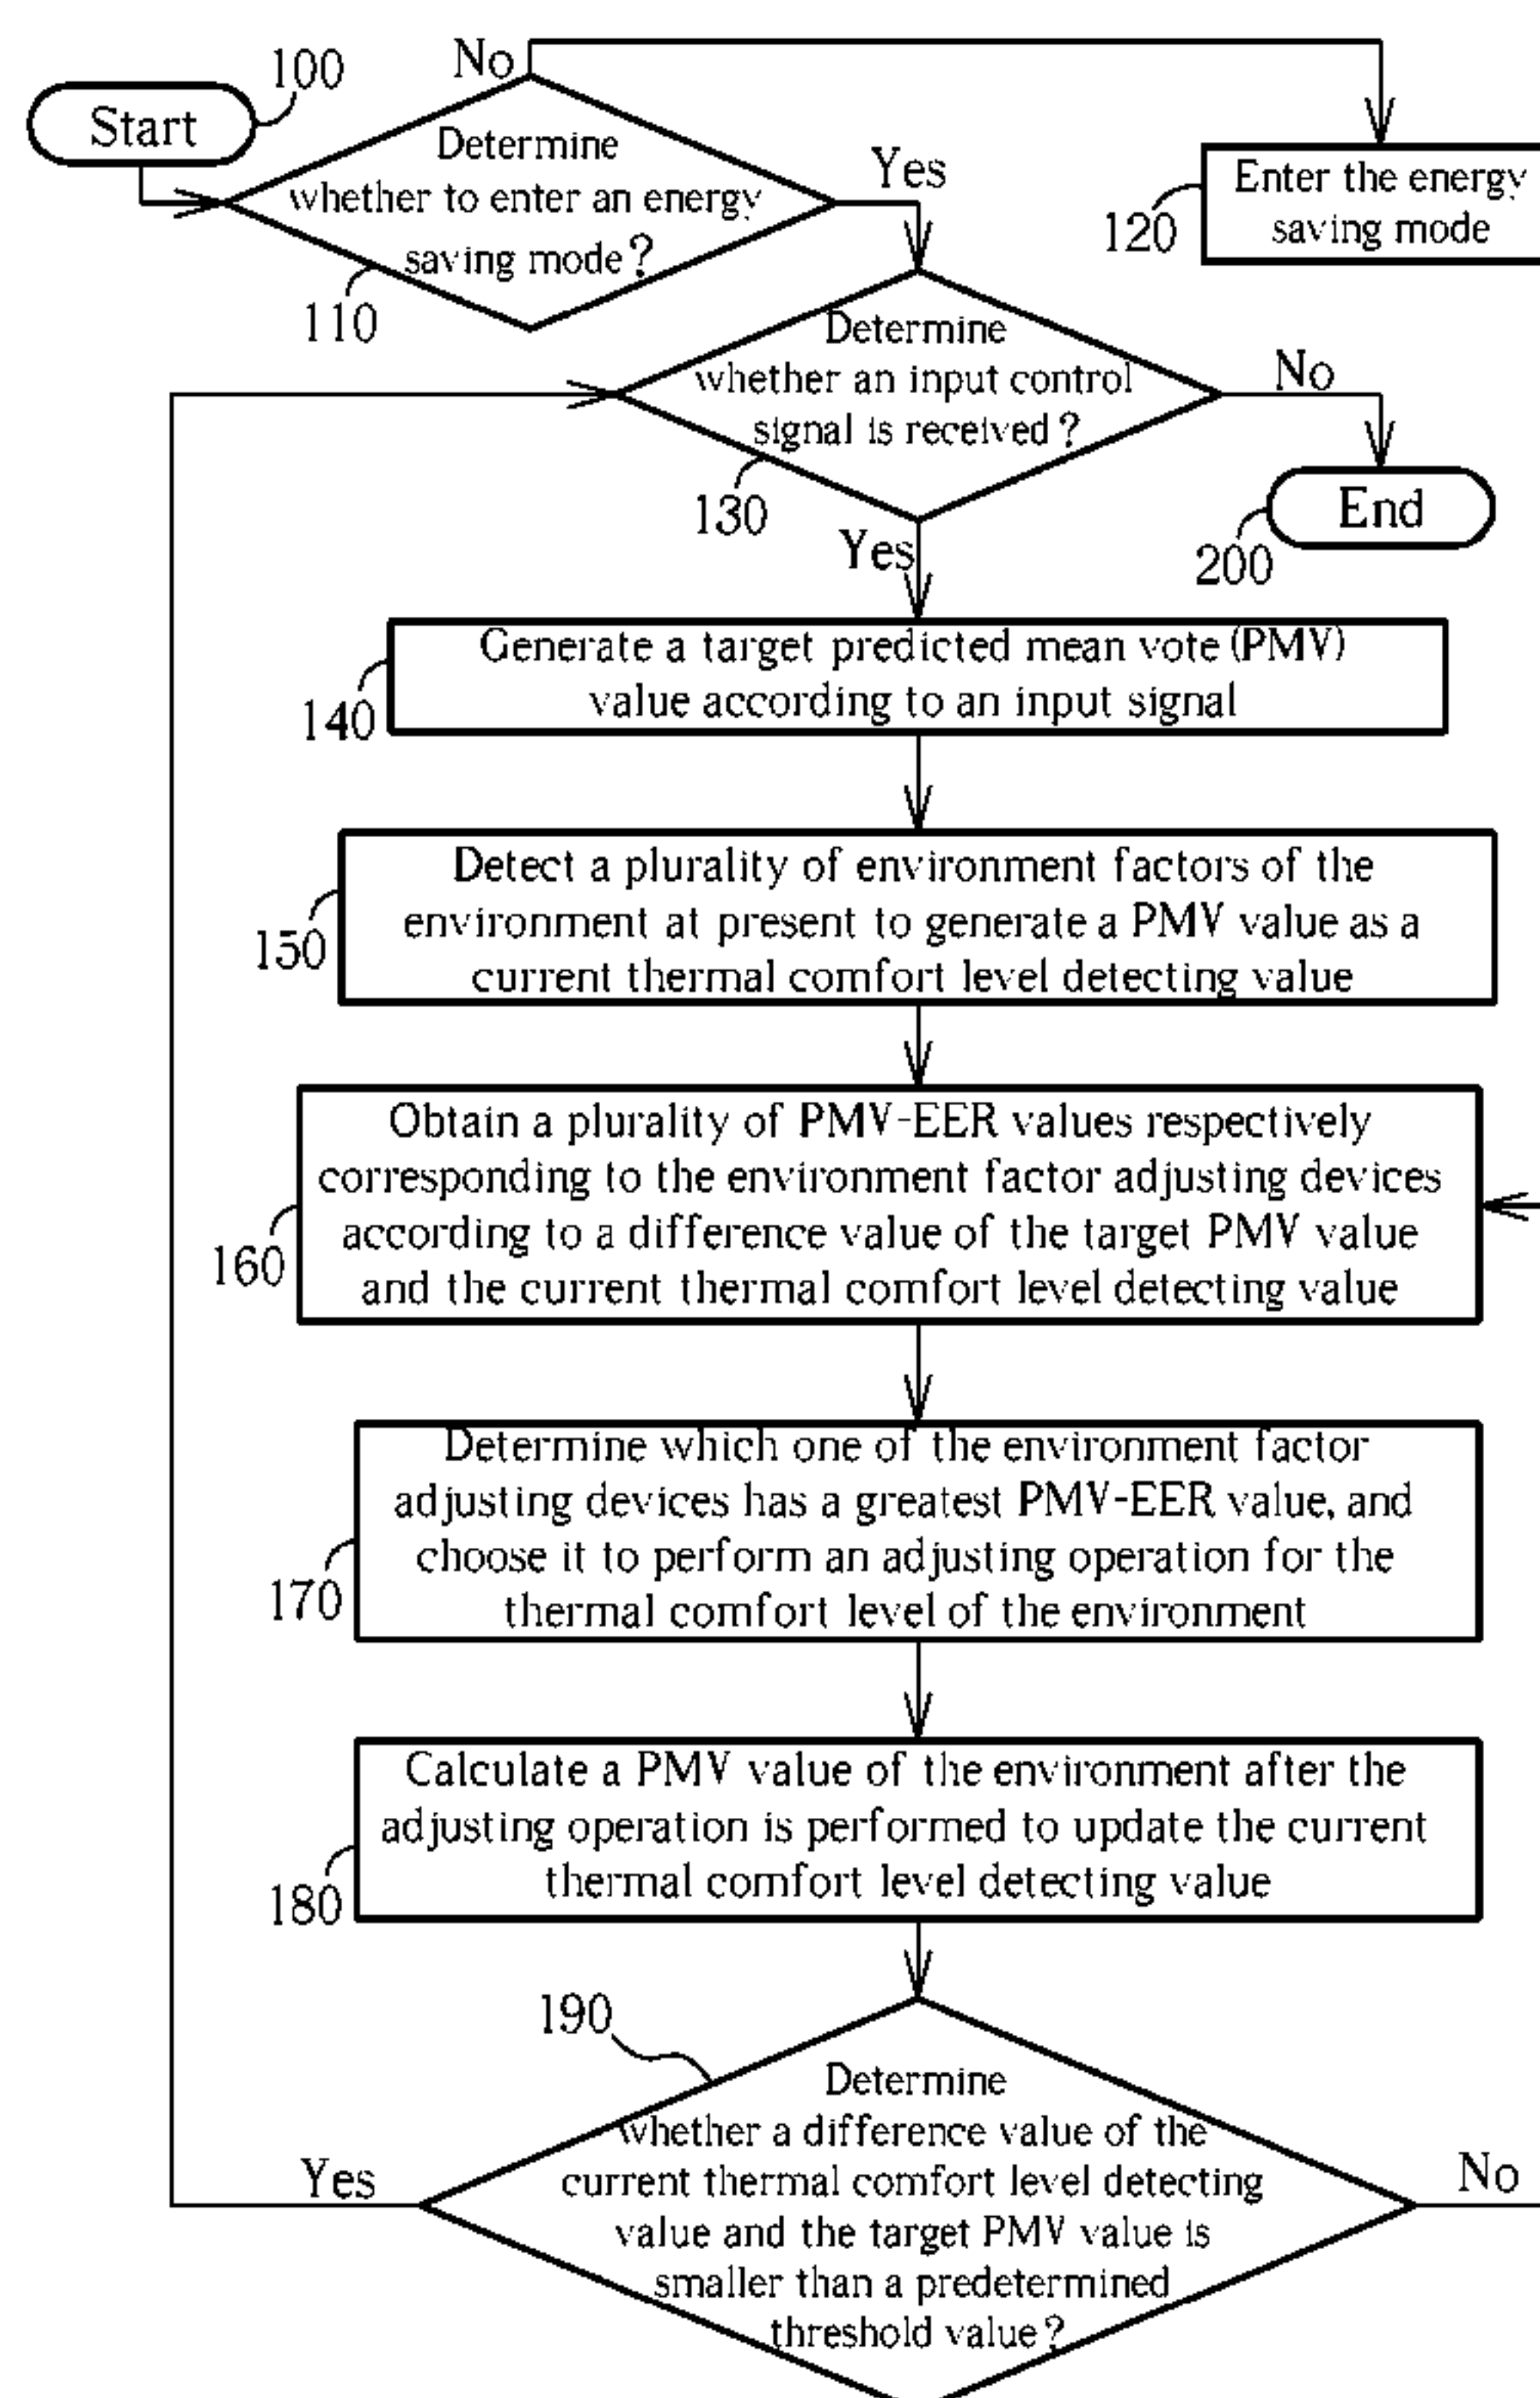 100
Start
No
Determine
whether to enter an energy
saving mode?
110
Yes
Enter the energy
saving mode
120
Determine
whether an input control
signal is received?
130
No
End
200
Yes
Generate a target predicted mean vote (PMV)
value according to an input signal
140
Detect a plurality of environment factors of the
environment at present to generate a PMV value as a
current thermal comfort level detecting value
150
Obtain a plurality of PMV-EER values respectively
corresponding to the environment factor adjusting devices
according to a difference value of the target PMV value
and the current thermal comfort level detecting value
160
Determine which one of the environment factor
adjusting devices has a greatest PMV-EER value, and
choose it to perform an adjusting operation for the
thermal comfort level of the environment
170
Calculate a PMV value of the environment after the
adjusting operation is performed to update the current
thermal comfort level detecting value
180
190
Determine
whether a difference value of the
current thermal comfort level detecting
value and the target PMV value is
smaller than a predetermined
threshold value?
Yes
No